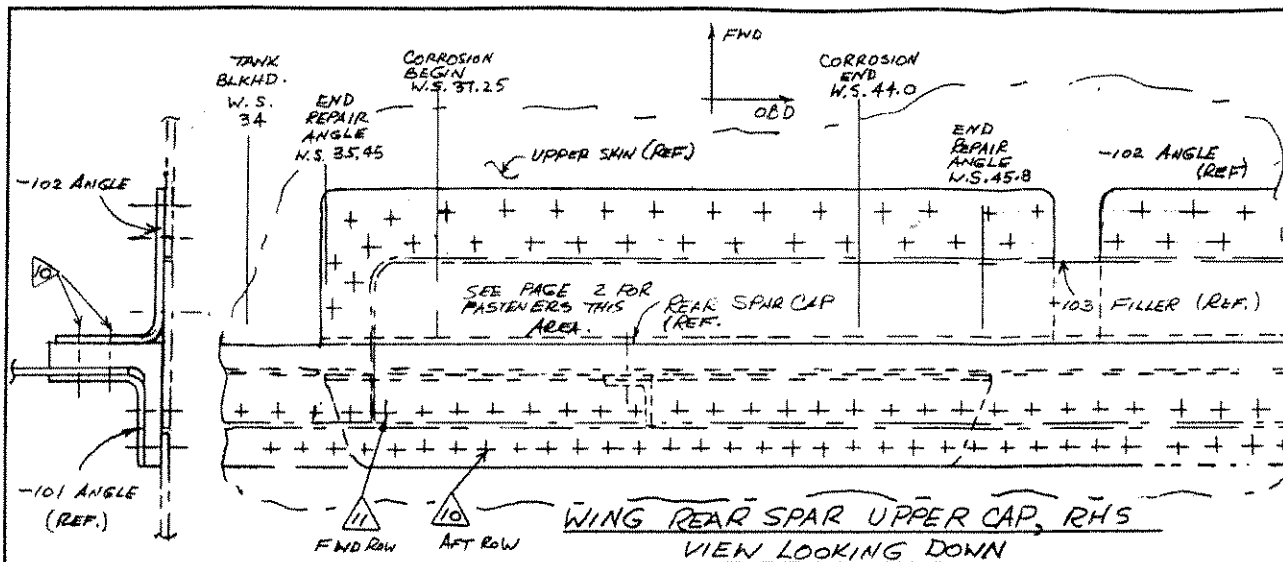 TANK
BLKHD.
W.S.
34
END
REPAIR
ANGLE
W.S. 35.45
CORROSION
BEGIN
W.S. 37.25
FWD
OBD
CORROSION
END
W.S. 44.0
END
REPAIR
ANGLE
W.S. 45.8
UPPER SKIN (REF)
-102 ANGLE
(REF)
-102 ANGLE
10
SEE PAGE 2 FOR
FASTENERS THIS
AREA.
REAR SPAR CAP
(REF.
-103 FILLER (REF.)
-101 ANGLE
(REF.)
11
FWD ROW
10
AFT ROW
WING REAR SPAR UPPER CAP, RHS
VIEW LOOKING DOWN